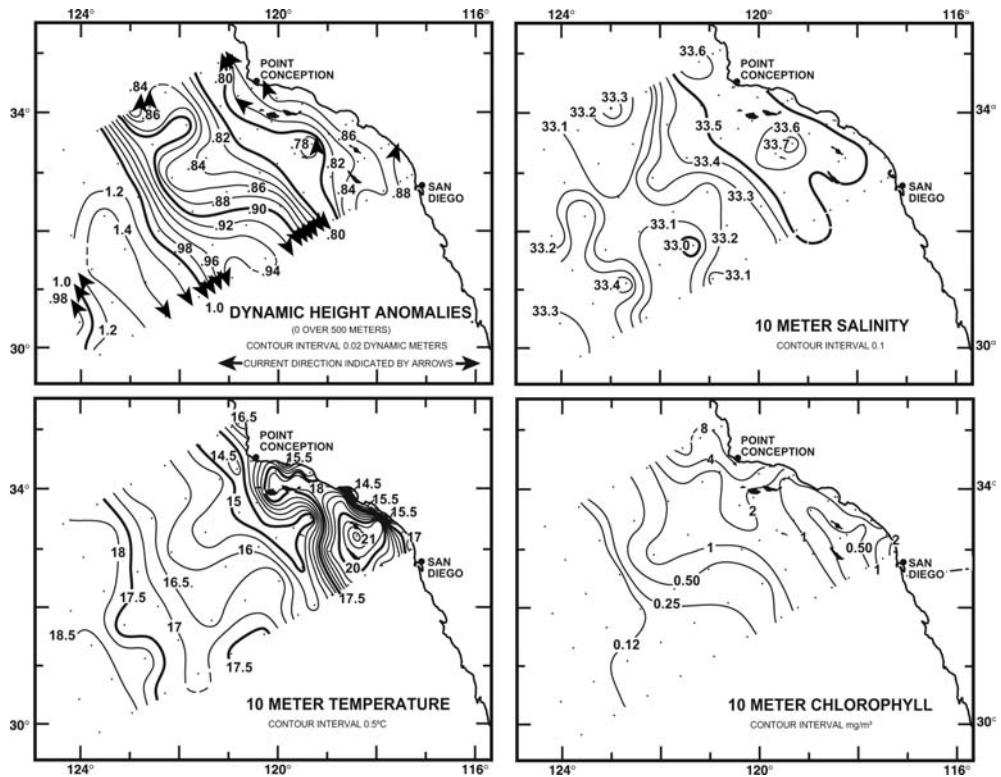 124° 120° 116°
POINT
CONCEPTION
34°
30°
SAN
DIEGO
.84
.86
.80
.82
.84
.86
.88
.90
.92
.94
.96
.98
1.0
.78
.82
.84
.86
.88
.80
1.2
1.4
1.0
.98
1.2
DYNAMIC HEIGHT ANOMALIES
(0 OVER 500 METERS)
CONTOUR INTERVAL 0.02 DYNAMIC METERS
CURRENT DIRECTION INDICATED BY ARROWS
124° 120° 116°
POINT
CONCEPTION
34°
30°
SAN
DIEGO
33.6
33.3
33.2
33.1
33.5
33.6
33.7
33.4
33.3
33.1
33.0
33.2
33.1
33.2
33.4
33.3
10 METER SALINITY
CONTOUR INTERVAL 0.1
16.5
POINT
CONCEPTION
14.5
15.5
34°
15
18
14.5
15.5
15.5
17
21
20
17.5
16
18
16.5
17.5
17
18.5
17.5
SAN
DIEGO
10 METER TEMPERATURE
CONTOUR INTERVAL 0.5ºC
30°
124° 120° 116°
8
POINT
CONCEPTION
4
34°
2
1
1
0.50
2
1
0.50
0.25
0.12
SAN
DIEGO
10 METER CHLOROPHYLL
CONTOUR INTERVAL mg/m³
30°
124° 122° 120° 118° 116°